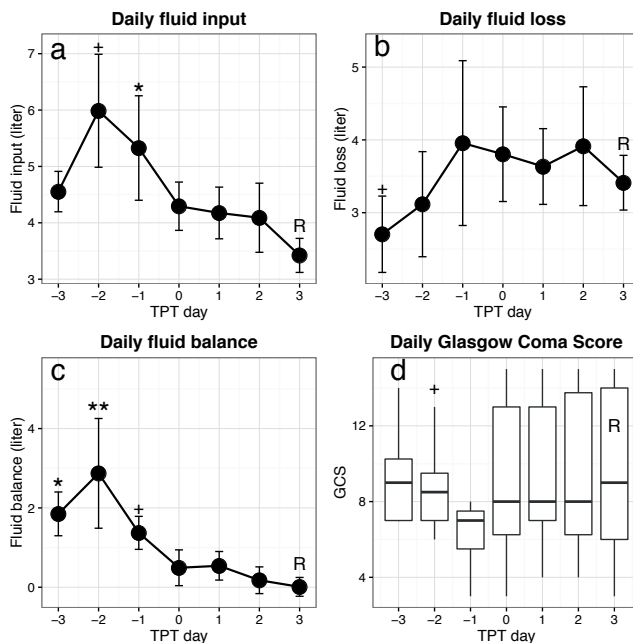 Daily fluid input
a
7
6
5
4
3
Fluid input (liter)
+
*
R
−3 −2 −1 0 1 2 3
TPT day
Daily fluid loss
b
5
4
3
Fluid loss (liter)
+
R
−3 −2 −1 0 1 2 3
TPT day
Daily fluid balance
c
4
2
0
Fluid balance (liter)
*
**
+
R
−3 −2 −1 0 1 2 3
TPT day
Daily Glasgow Coma Score
d
12
8
4
GCS
+
R
−3 −2 −1 0 1 2 3
TPT day